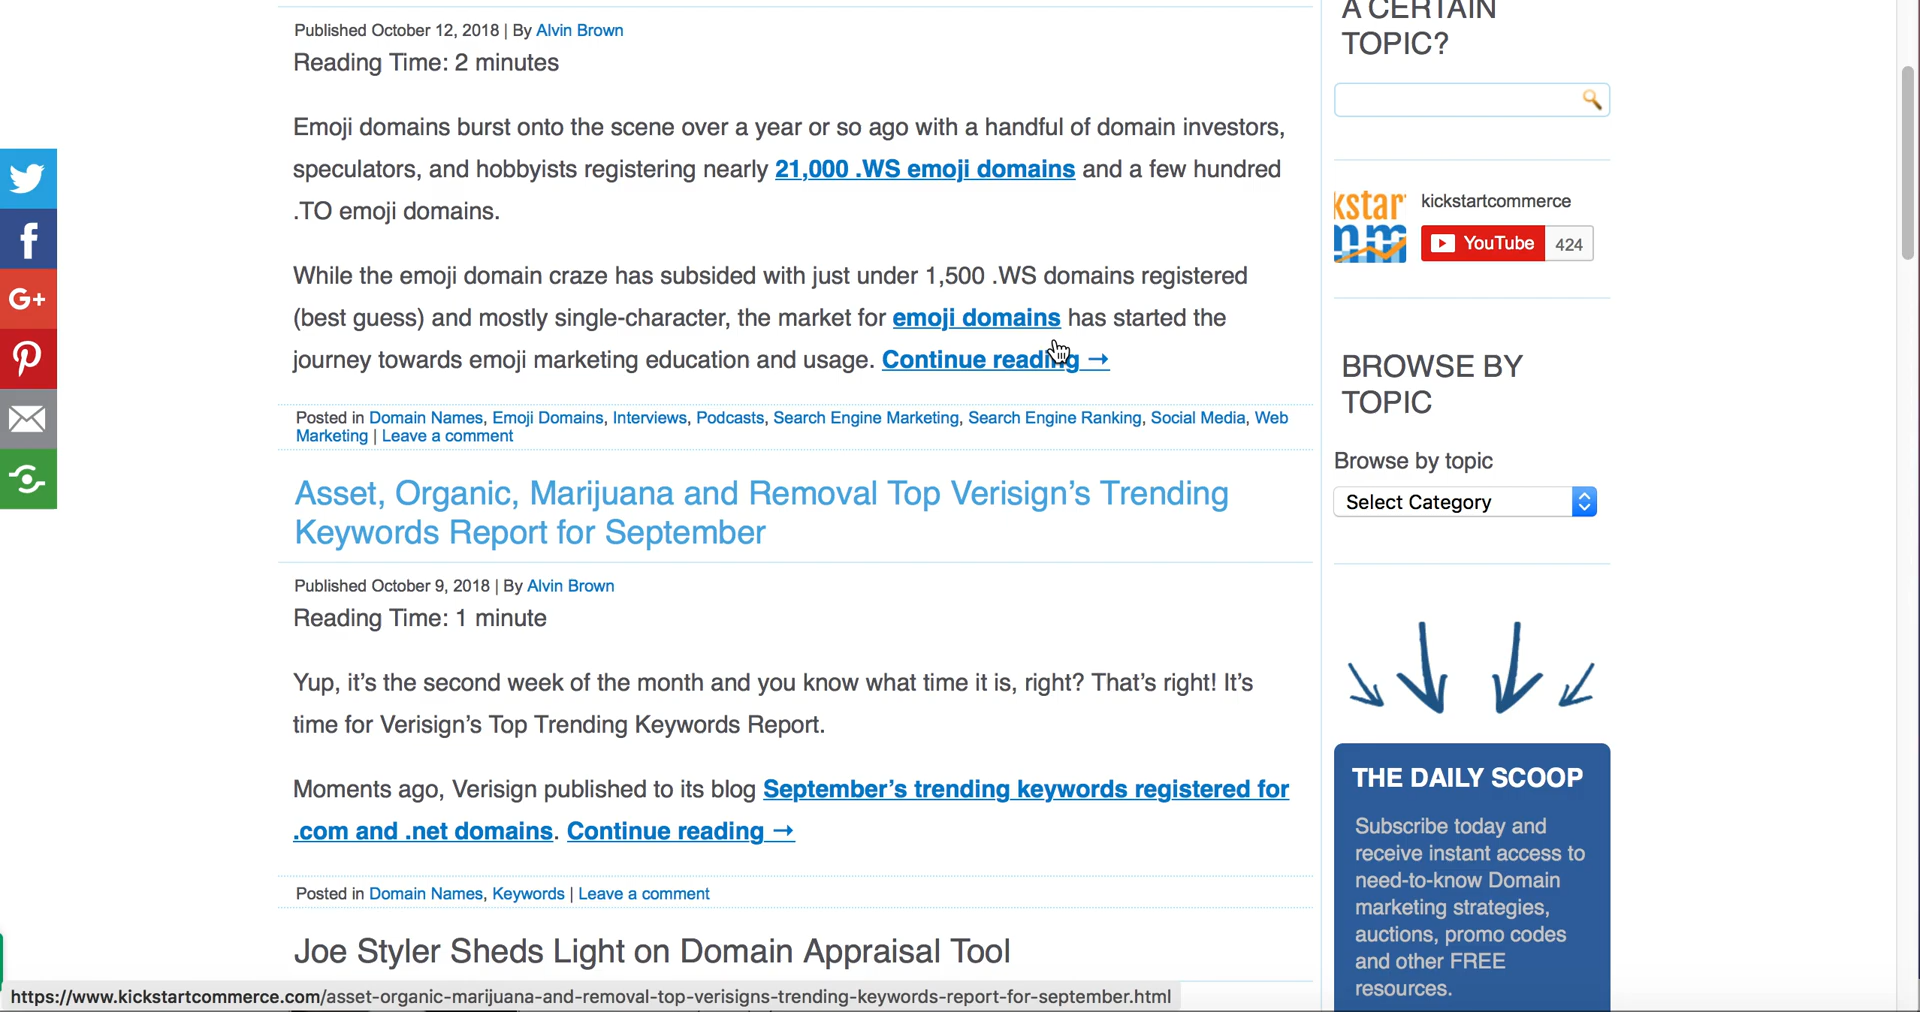 Published October 12, 2018 | By Alvin Brown
Reading Time: 2 minutes
Emoji domains burst onto the scene over a year or so ago with a handful of domain investors,
speculators, and hobbyists registering nearly 21,000 .WS emoji domains and a few hundred
.TO emoji domains.
While the emoji domain craze has subsided with just under 1,500 .WS domains registered
(best guess) and mostly single-character, the market for emoji domains has started the
journey towards emoji marketing education and usage. Continue reading →
Posted in Domain Names, Emoji Domains, Interviews, Podcasts, Search Engine Marketing, Search Engine Ranking, Social Media, Web
Marketing | Leave a comment
Asset, Organic, Marijuana and Removal Top Verisign’s Trending
Keywords Report for September
Published October 9, 2018 | By Alvin Brown
Reading Time: 1 minute
Yup, it’s the second week of the month and you know what time it is, right? That’s right! It’s
time for Verisign’s Top Trending Keywords Report.
Moments ago, Verisign published to its blog September’s trending keywords registered for
.com and .net domains. Continue reading →
Posted in Domain Names, Keywords | Leave a comment
Joe Styler Sheds Light on Domain Appraisal Tool
https://www.kickstartcommerce.com/asset-organic-marijuana-and-removal-top-verisigns-trending-keywords-report-for-september.html
A CERTAIN
TOPIC?
kickstartcommerce
YouTube 424
BROWSE BY
TOPIC
Browse by topic
Select Category
THE DAILY SCOOP
Subscribe today and
receive instant access to
need-to-know Domain
marketing strategies,
auctions, promo codes
and other FREE
resources.
G+